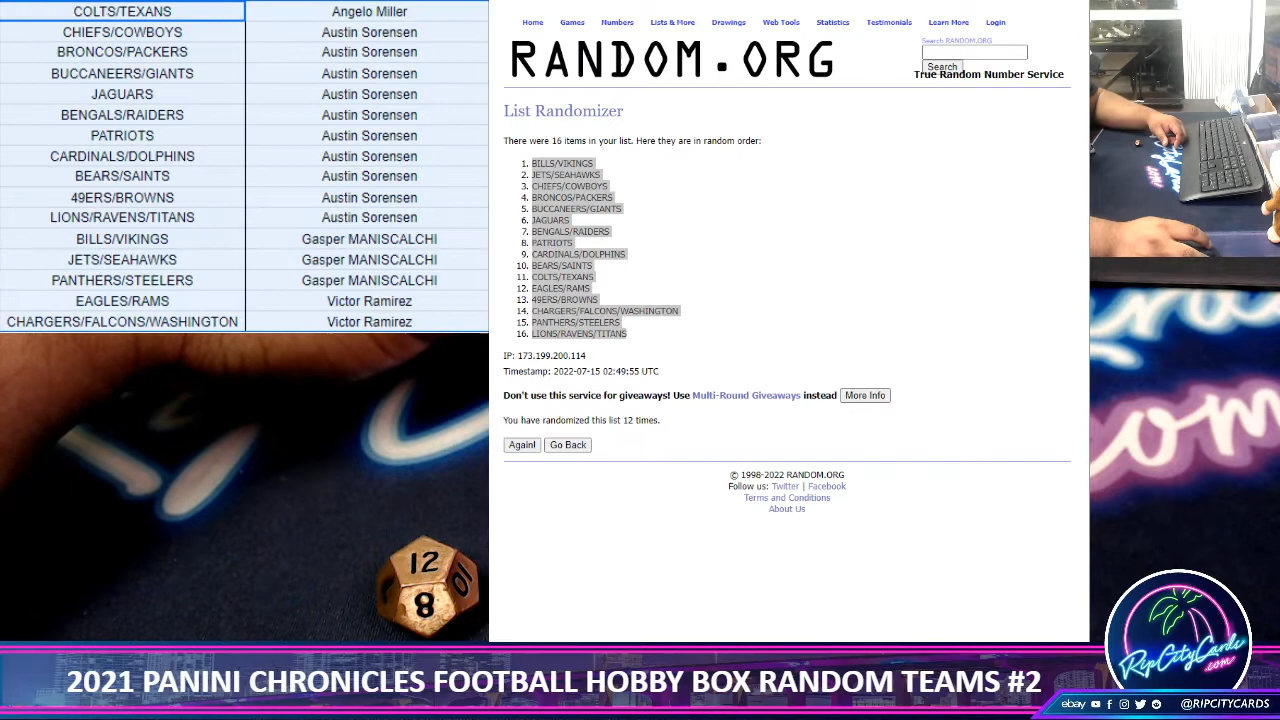 COLTS/TEXANS Angelo Miller
CHIEFS/COWBOYS Austin Sorensen
BRONCOS/PACKERS Austin Sorensen
BUCCANEERS/GIANTS Austin Sorensen
JAGUARS Austin Sorensen
BENGALS/RAIDERS Austin Sorensen
PATRIOTS Austin Sorensen
CARDINALS/DOLPHINS Austin Sorensen
BEARS/SAINTS Austin Sorensen
49ERS/BROWNS Austin Sorensen
LIONS/RAVENS/TITANS Austin Sorensen
BILLS/VIKINGS Gasper MANISCALCHI
JETS/SEAHAWKS Gasper MANISCALCHI
PANTHERS/STEELERS Gasper MANISCALCHI
EAGLES/RAMS Victor Ramirez
CHARGERS/FALCONS/WASHINGTON Victor Ramirez
Home Games Numbers Lists & More Drawings Web Tools Statistics Testimonials Learn More Login
RANDOM.ORG
Search RANDOM.ORG
Search
True Random Number Service
List Randomizer
There were 16 items in your list. Here they are in random order:
1. BILLS/VIKINGS
2. JETS/SEAHAWKS
3. CHIEFS/COWBOYS
4. BRONCOS/PACKERS
5. BUCCANEERS/GIANTS
6. JAGUARS
7. BENGALS/RAIDERS
8. PATRIOTS
9. CARDINALS/DOLPHINS
10. BEARS/SAINTS
11. COLTS/TEXANS
12. EAGLES/RAMS
13. 49ERS/BROWNS
14. CHARGERS/FALCONS/WASHINGTON
15. PANTHERS/STEELERS
16. LIONS/RAVENS/TITANS
IP: 173.199.200.114
Timestamp: 2022-07-15 02:49:55 UTC
Don't use this service for giveaways! Use Multi-Round Giveaways instead More Info
You have randomized this list 12 times.
Again! Go Back
© 1998-2022 RANDOM.ORG
Follow us: Twitter | Facebook
Terms and Conditions
About Us
12
8
10
om
RipCityCards
.com
2021 PANINI CHRONICLES FOOTBALL HOBBY BOX RANDOM TEAMS #2
ebay @RIPCITYCARDS